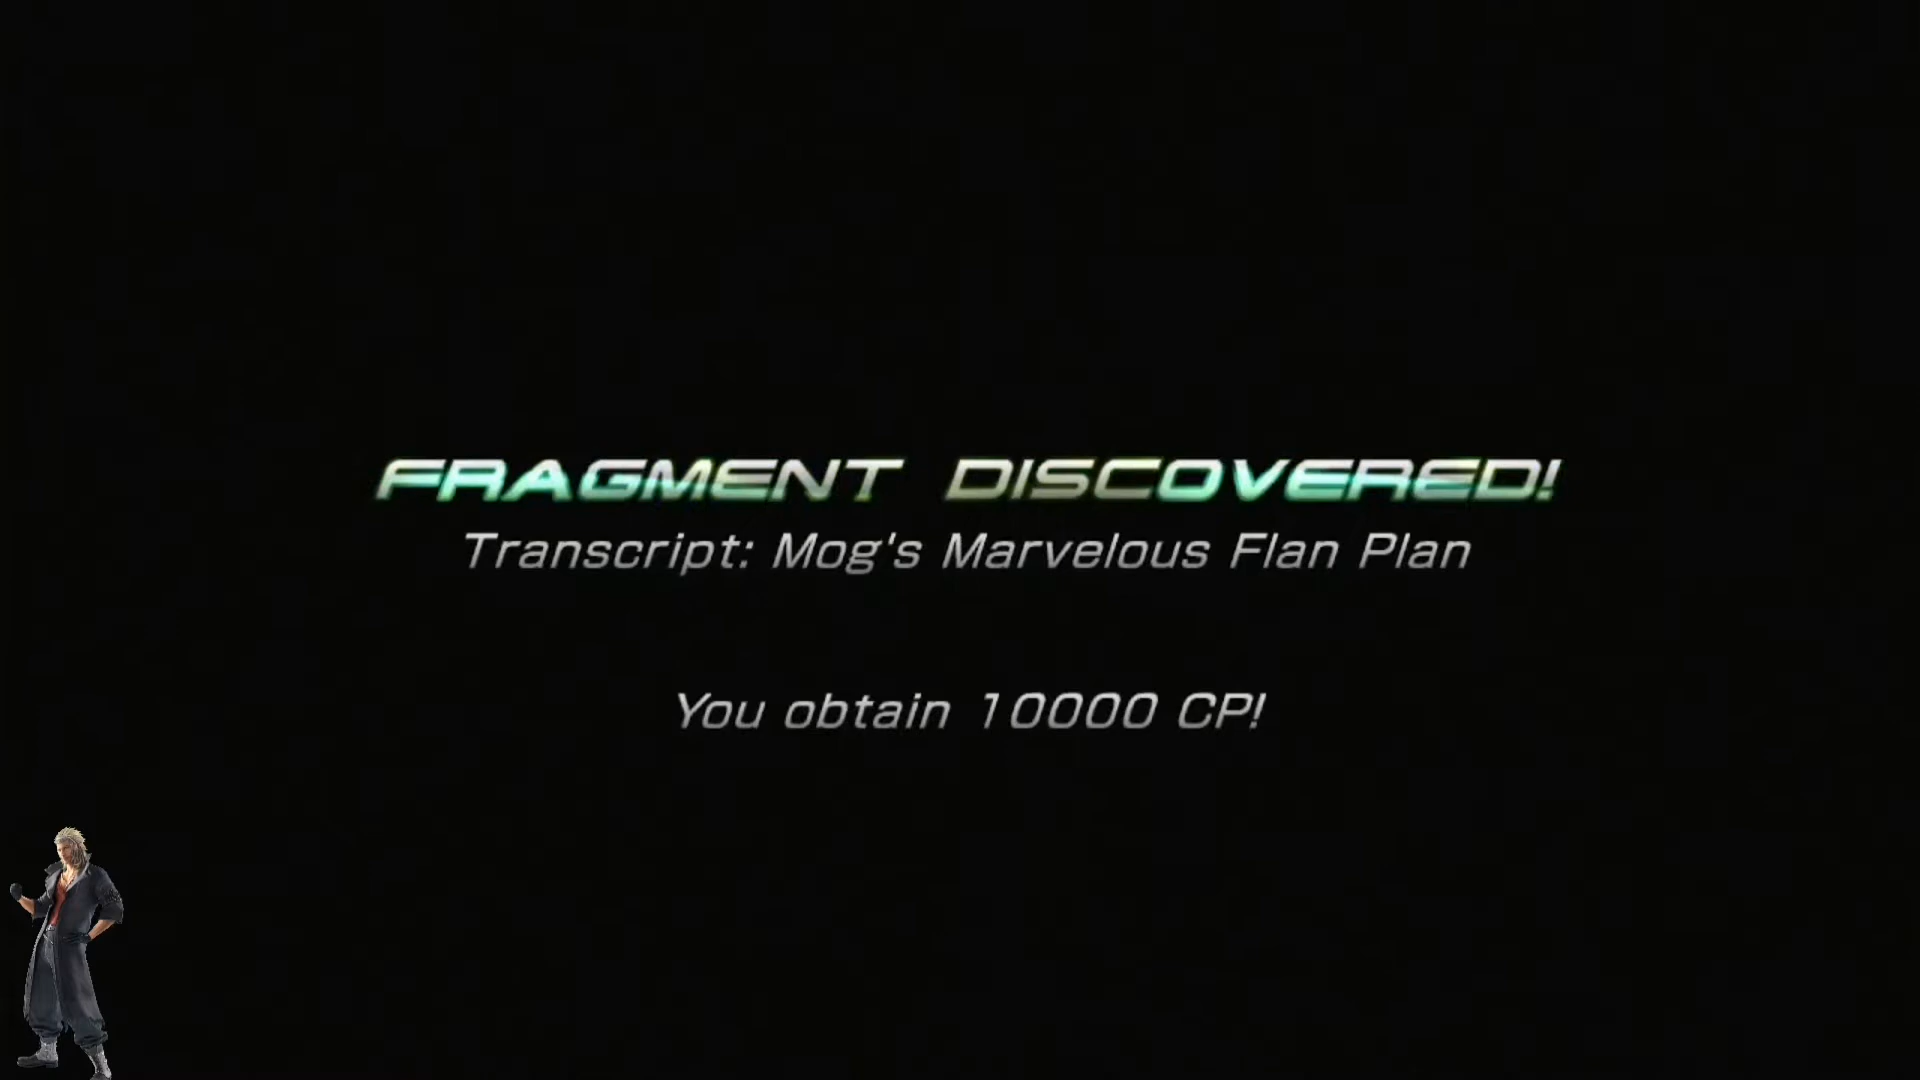 FRAGMENT DISCOVERED!
Transcript: Mog's Marvelous Flan Plan
You obtain 10000 CP!